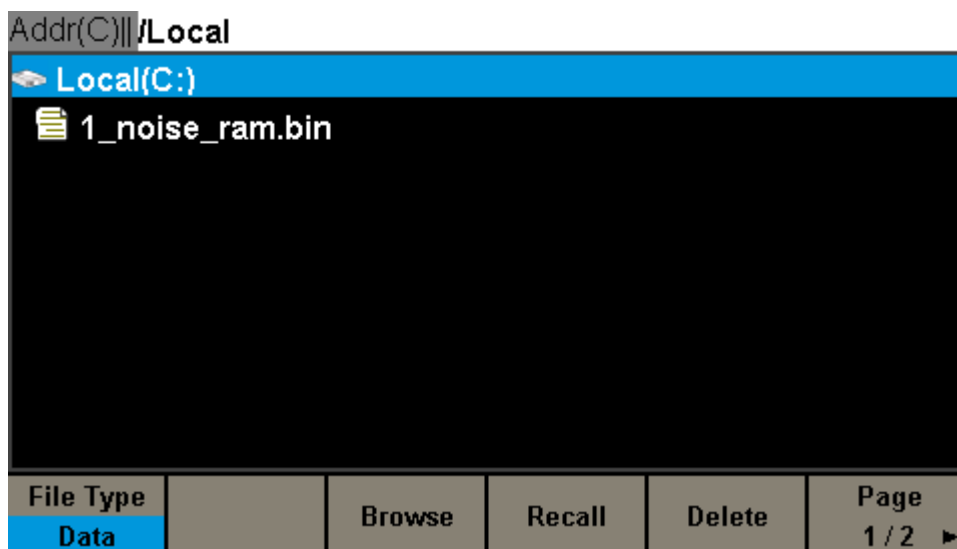 Addr(C)|| /Local
Local(C:)
1_noise_ram.bin
File Type
Data
Browse
Recall
Delete
Page
1 / 2